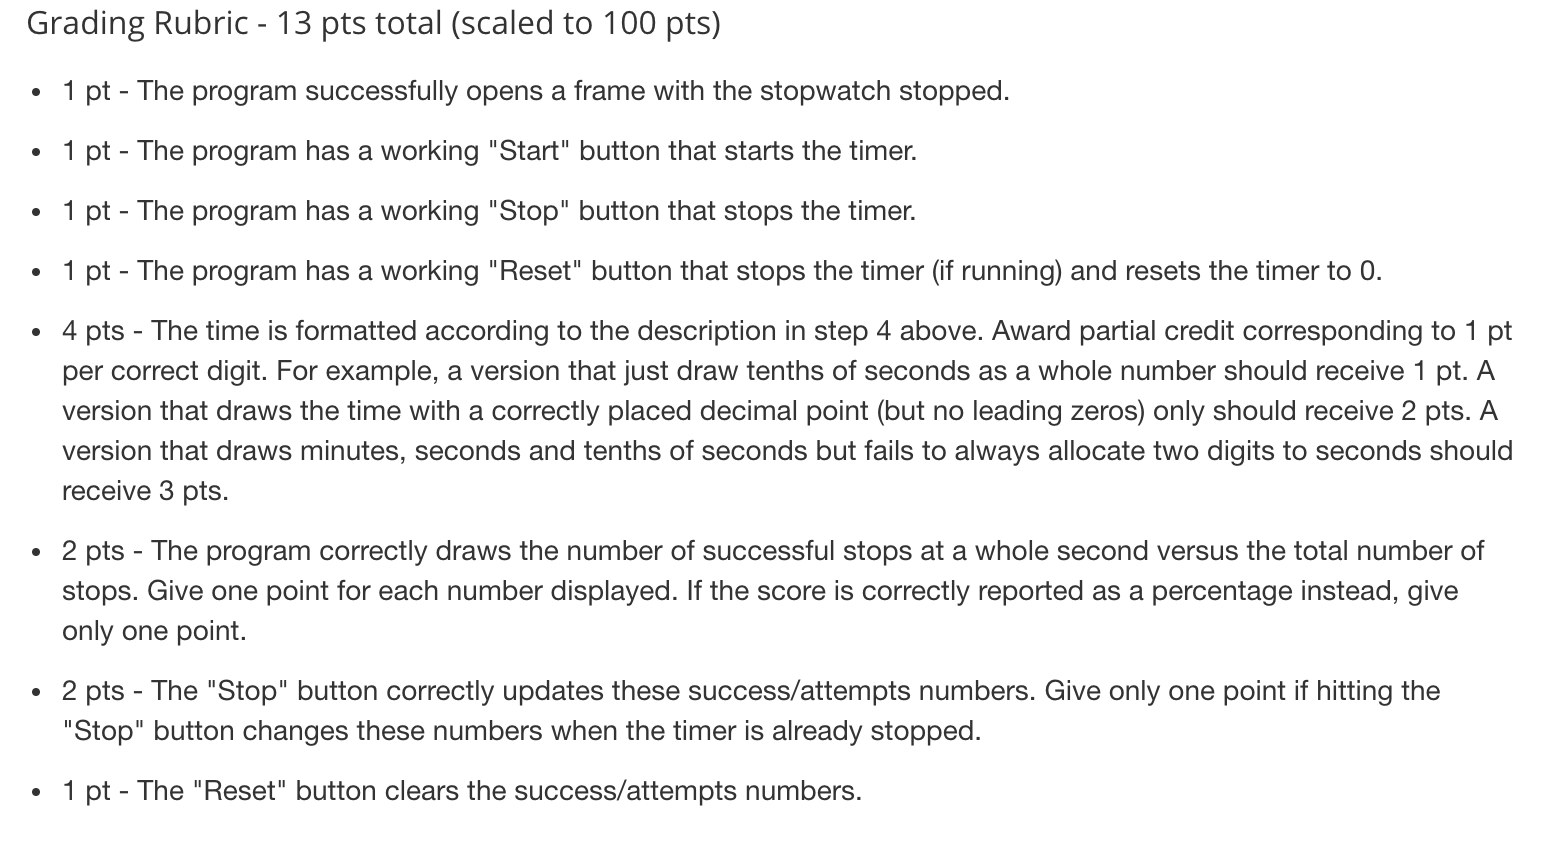 Grading Rubric - 13 pts total (scaled to 100 pts)
• 1 pt - The program successfully opens a frame with the stopwatch stopped.
• 1 pt - The program has a working "Start" button that starts the timer.
• 1 pt - The program has a working "Stop" button that stops the timer.
• 1 pt - The program has a working "Reset" button that stops the timer (if running) and resets the timer to 0.
• 4 pts - The time is formatted according to the description in step 4 above. Award partial credit corresponding to 1 pt
per correct digit. For example, a version that just draw tenths of seconds as a whole number should receive 1 pt. A
version that draws the time with a correctly placed decimal point (but no leading zeros) only should receive 2 pts. A
version that draws minutes, seconds and tenths of seconds but fails to always allocate two digits to seconds should
receive 3 pts.
• 2 pts - The program correctly draws the number of successful stops at a whole second versus the total number of
stops. Give one point for each number displayed. If the score is correctly reported as a percentage instead, give
only one point.
• 2 pts - The "Stop" button correctly updates these success/attempts numbers. Give only one point if hitting the
"Stop" button changes these numbers when the timer is already stopped.
• 1 pt - The "Reset" button clears the success/attempts numbers.